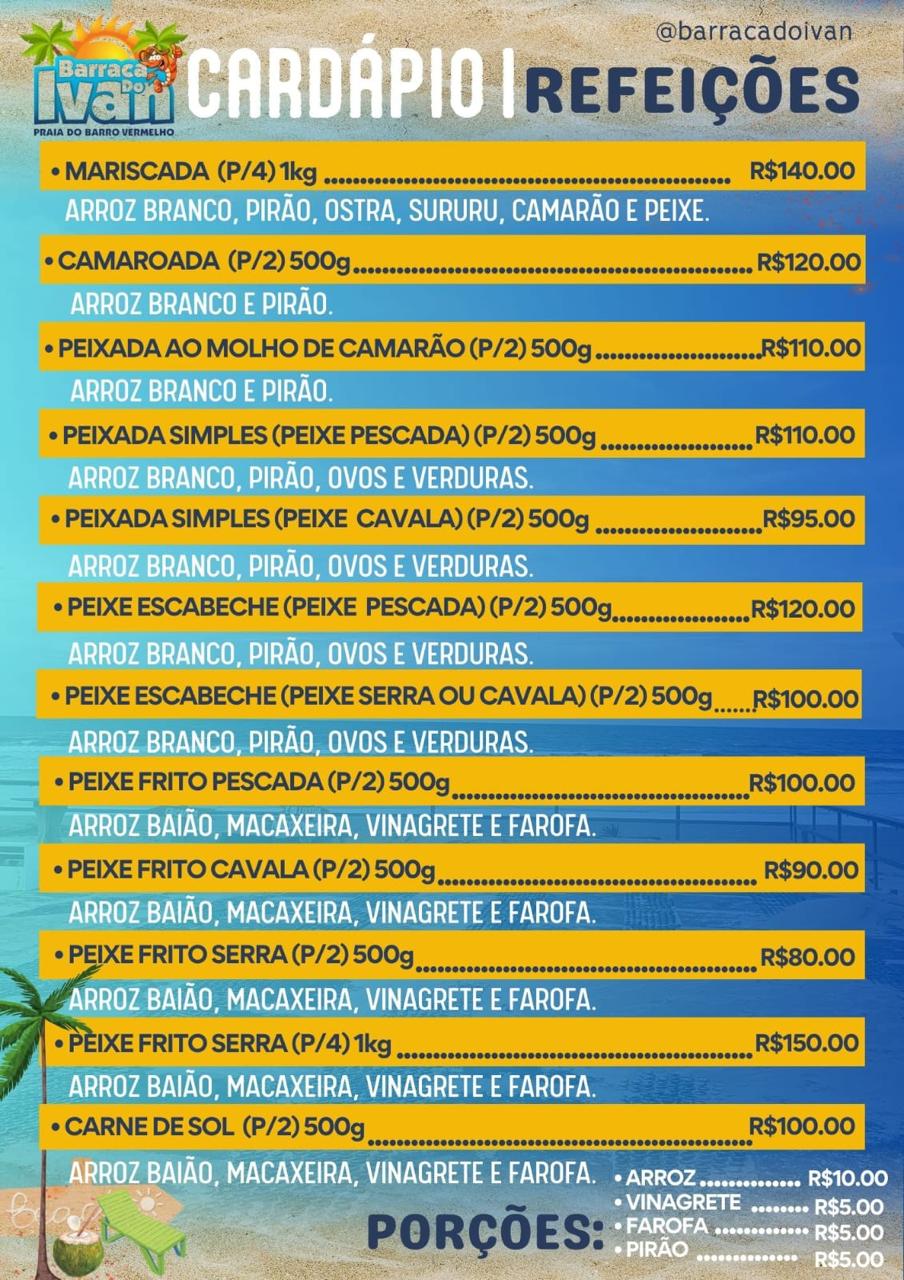 @barracadoivan
Barraca
Do
Ivan
PRAIA DO BARRO VERMELHO
CARDÁPIO | REFEIÇÕES
• MARISCADA (P/4) 1kg ........................ R$140.00
ARROZ BRANCO, PIRÃO, OSTRA, SURURU, CAMARÃO E PEIXE.
• CAMAROADA (P/2) 500g ........................ R$120.00
ARROZ BRANCO E PIRÃO.
• PEIXADA AO MOLHO DE CAMARÃO (P/2) 500g ........................ R$110.00
ARROZ BRANCO E PIRÃO.
• PEIXADA SIMPLES (PEIXE PESCADA) (P/2) 500g ........................ R$110.00
ARROZ BRANCO, PIRÃO, OVOS E VERDURAS.
• PEIXADA SIMPLES (PEIXE CAVALA) (P/2) 500g ........................ R$95.00
ARROZ BRANCO, PIRÃO, OVOS E VERDURAS.
• PEIXE ESCABECHE (PEIXE PESCADA) (P/2) 500g ........................ R$120.00
ARROZ BRANCO, PIRÃO, OVOS E VERDURAS.
• PEIXE ESCABECHE (PEIXE SERRA OU CAVALA) (P/2) 500g ....... R$100.00
ARROZ BRANCO, PIRÃO, OVOS E VERDURAS.
• PEIXE FRITO PESCADA (P/2) 500g ........................ R$100.00
ARROZ BAIÃO, MACAXEIRA, VINAGRETE E FAROFA.
• PEIXE FRITO CAVALA (P/2) 500g ........................ R$90.00
ARROZ BAIÃO, MACAXEIRA, VINAGRETE E FAROFA.
• PEIXE FRITO SERRA (P/2) 500g ........................ R$80.00
ARROZ BAIÃO, MACAXEIRA, VINAGRETE E FAROFA.
• PEIXE FRITO SERRA (P/4) 1kg ........................ R$150.00
ARROZ BAIÃO, MACAXEIRA, VINAGRETE E FAROFA.
• CARNE DE SOL (P/2) 500g ........................ R$100.00
ARROZ BAIÃO, MACAXEIRA, VINAGRETE E FAROFA.
PORÇÕES:
• ARROZ ............... R$10.00
• VINAGRETE ........ R$5.00
• FAROFA ............. R$5.00
• PIRÃO ............... R$5.00